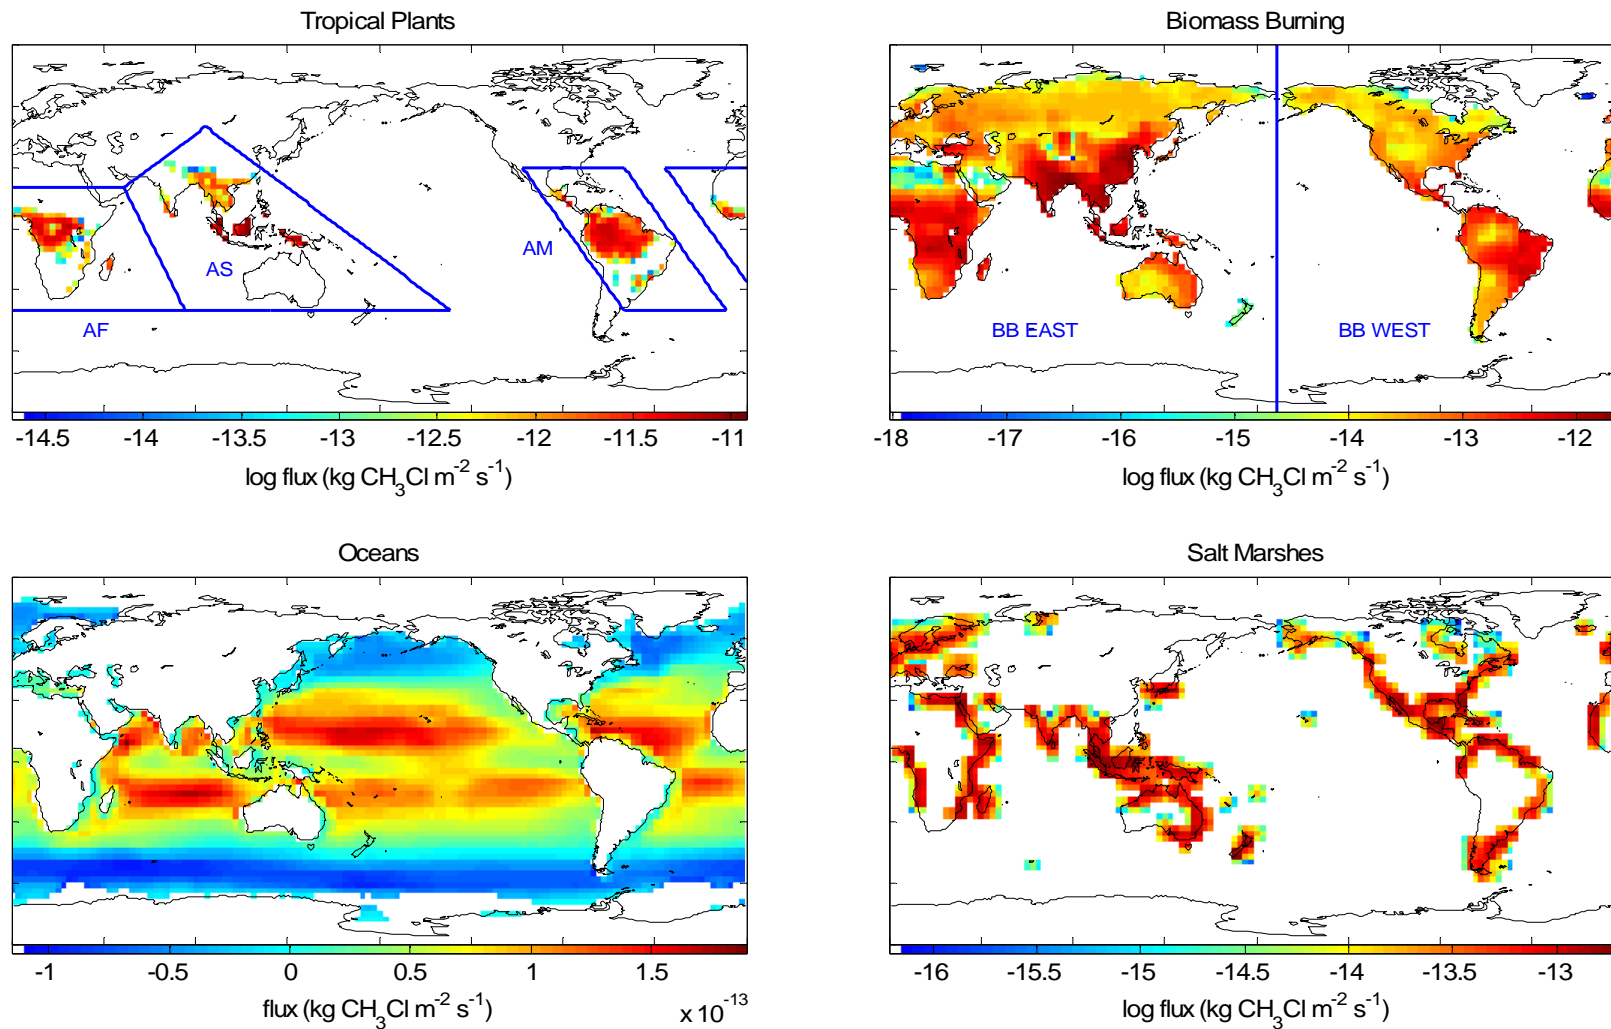 Tropical Plants
AS
AM
AF
-14.5 -14 -13.5 -13 -12.5 -12 -11.5 -11
log flux (kg CH₃Cl m⁻² s⁻¹)
Biomass Burning
BB EAST
BB WEST
-18 -17 -16 -15 -14 -13 -12
log flux (kg CH₃Cl m⁻² s⁻¹)
Oceans
-1 -0.5 0 0.5 1 1.5
flux (kg CH₃Cl m⁻² s⁻¹)
x 10⁻¹³
Salt Marshes
-16 -15.5 -15 -14.5 -14 -13.5 -13
log flux (kg CH₃Cl m⁻² s⁻¹)